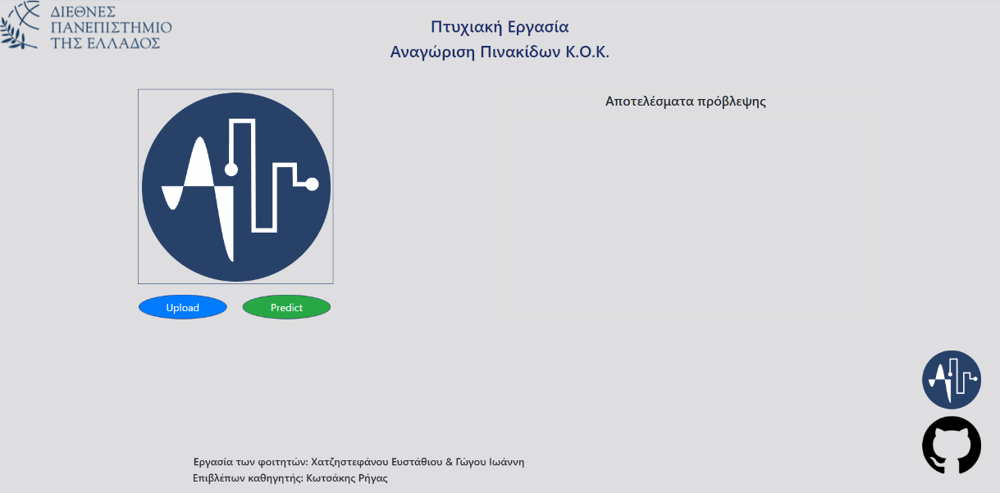 ΔΙΕΘΝΕΣ
ΠΑΝΕΠΙΣΤΗΜΙΟ
ΤΗΣ ΕΛΛΑΔΟΣ
Πτυχιακή Εργασία
Αναγώριση Πινακίδων Κ.Ο.Κ.
Αποτελέσματα πρόβλεψης
Upload
Predict
Εργασία των φοιτητών: Χατζηστεφάνου Ευστάθιου & Γώγου Ιωάννη
Επιβλέπων καθηγητής: Κωτσάκης Ρήγας